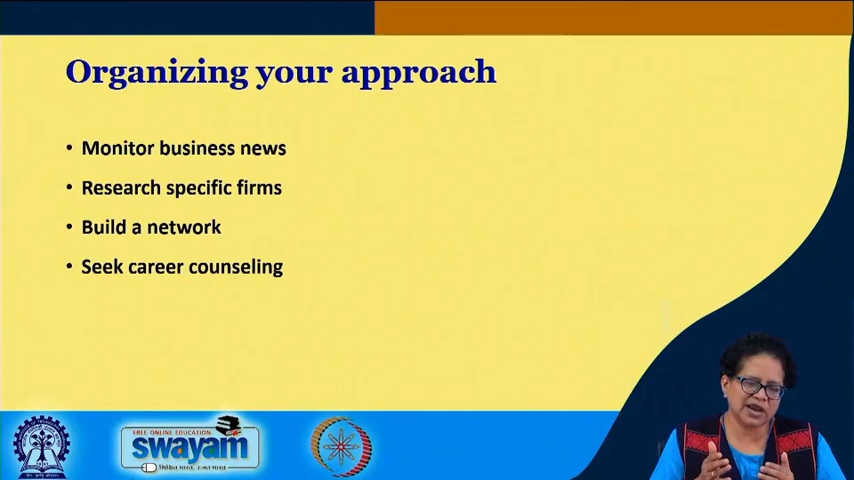 Organizing your approach
• Monitor business news
• Research specific firms
• Build a network
• Seek career counseling
FREE ONLINE EDUCATION
swayam